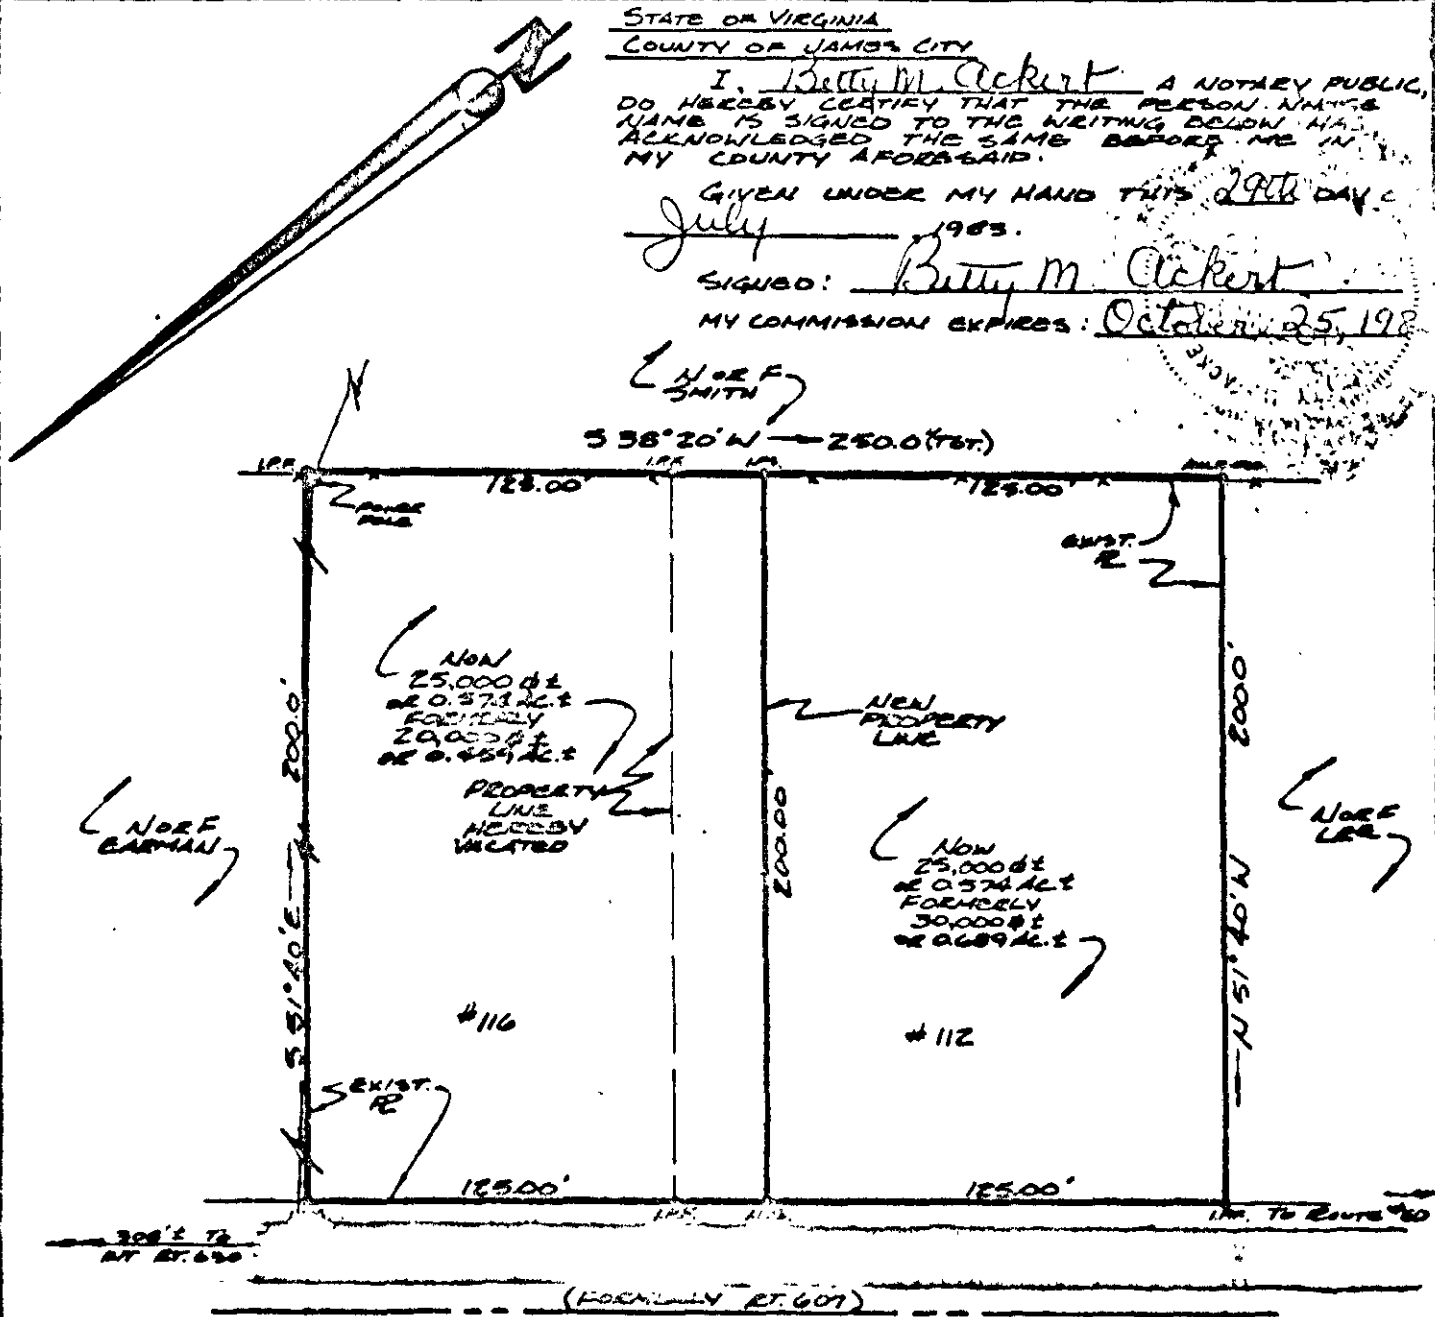 STATE OF VIRGINIA
COUNTY OF JAMES CITY
I, Betty M. Ackert A NOTARY PUBLIC,
DO HEREBY CERTIFY THAT THE PERSON WHOSE
NAME IS SIGNED TO THE WRITING BELOW HAS
ACKNOWLEDGED THE SAME BEFORE ME IN
MY COUNTY AFORESAID.
GIVEN UNDER MY HAND THIS 29th DAY
July, 1983.
SIGNED: Betty M. Ackert
MY COMMISSION EXPIRES: October 25, 198
N
N OR F
SMITH
S 38°20' W 250.0' (TOT.)
I.P.F. I.P.F. I.P.S.
125.00' 125.00'
POWER
POLE
EXIST.
PL
NOW
25,000 ± 
OR 0.574 AC.±
FORMERLY
20,000 ±
OR 0.459 AC.±
PROPERTY
LINE
HEREBY
VACATED
NEW
PROPERTY
LINE
200.0'
200.00'
200.0'
N OR F
EARMAN
NOW
25,000 ±
OR 0.574 AC.±
FORMERLY
30,000 ±
OR 0.689 AC.±
N OR F
LEE
S 51°40' E
N 51°40' W
#116
#112
EXIST.
PL
125.00' 125.00'
I.P.F. I.P.S. I.P.F. TO ROUTE #60
± TO
INT RT.
(FORMERLY RT. 607)